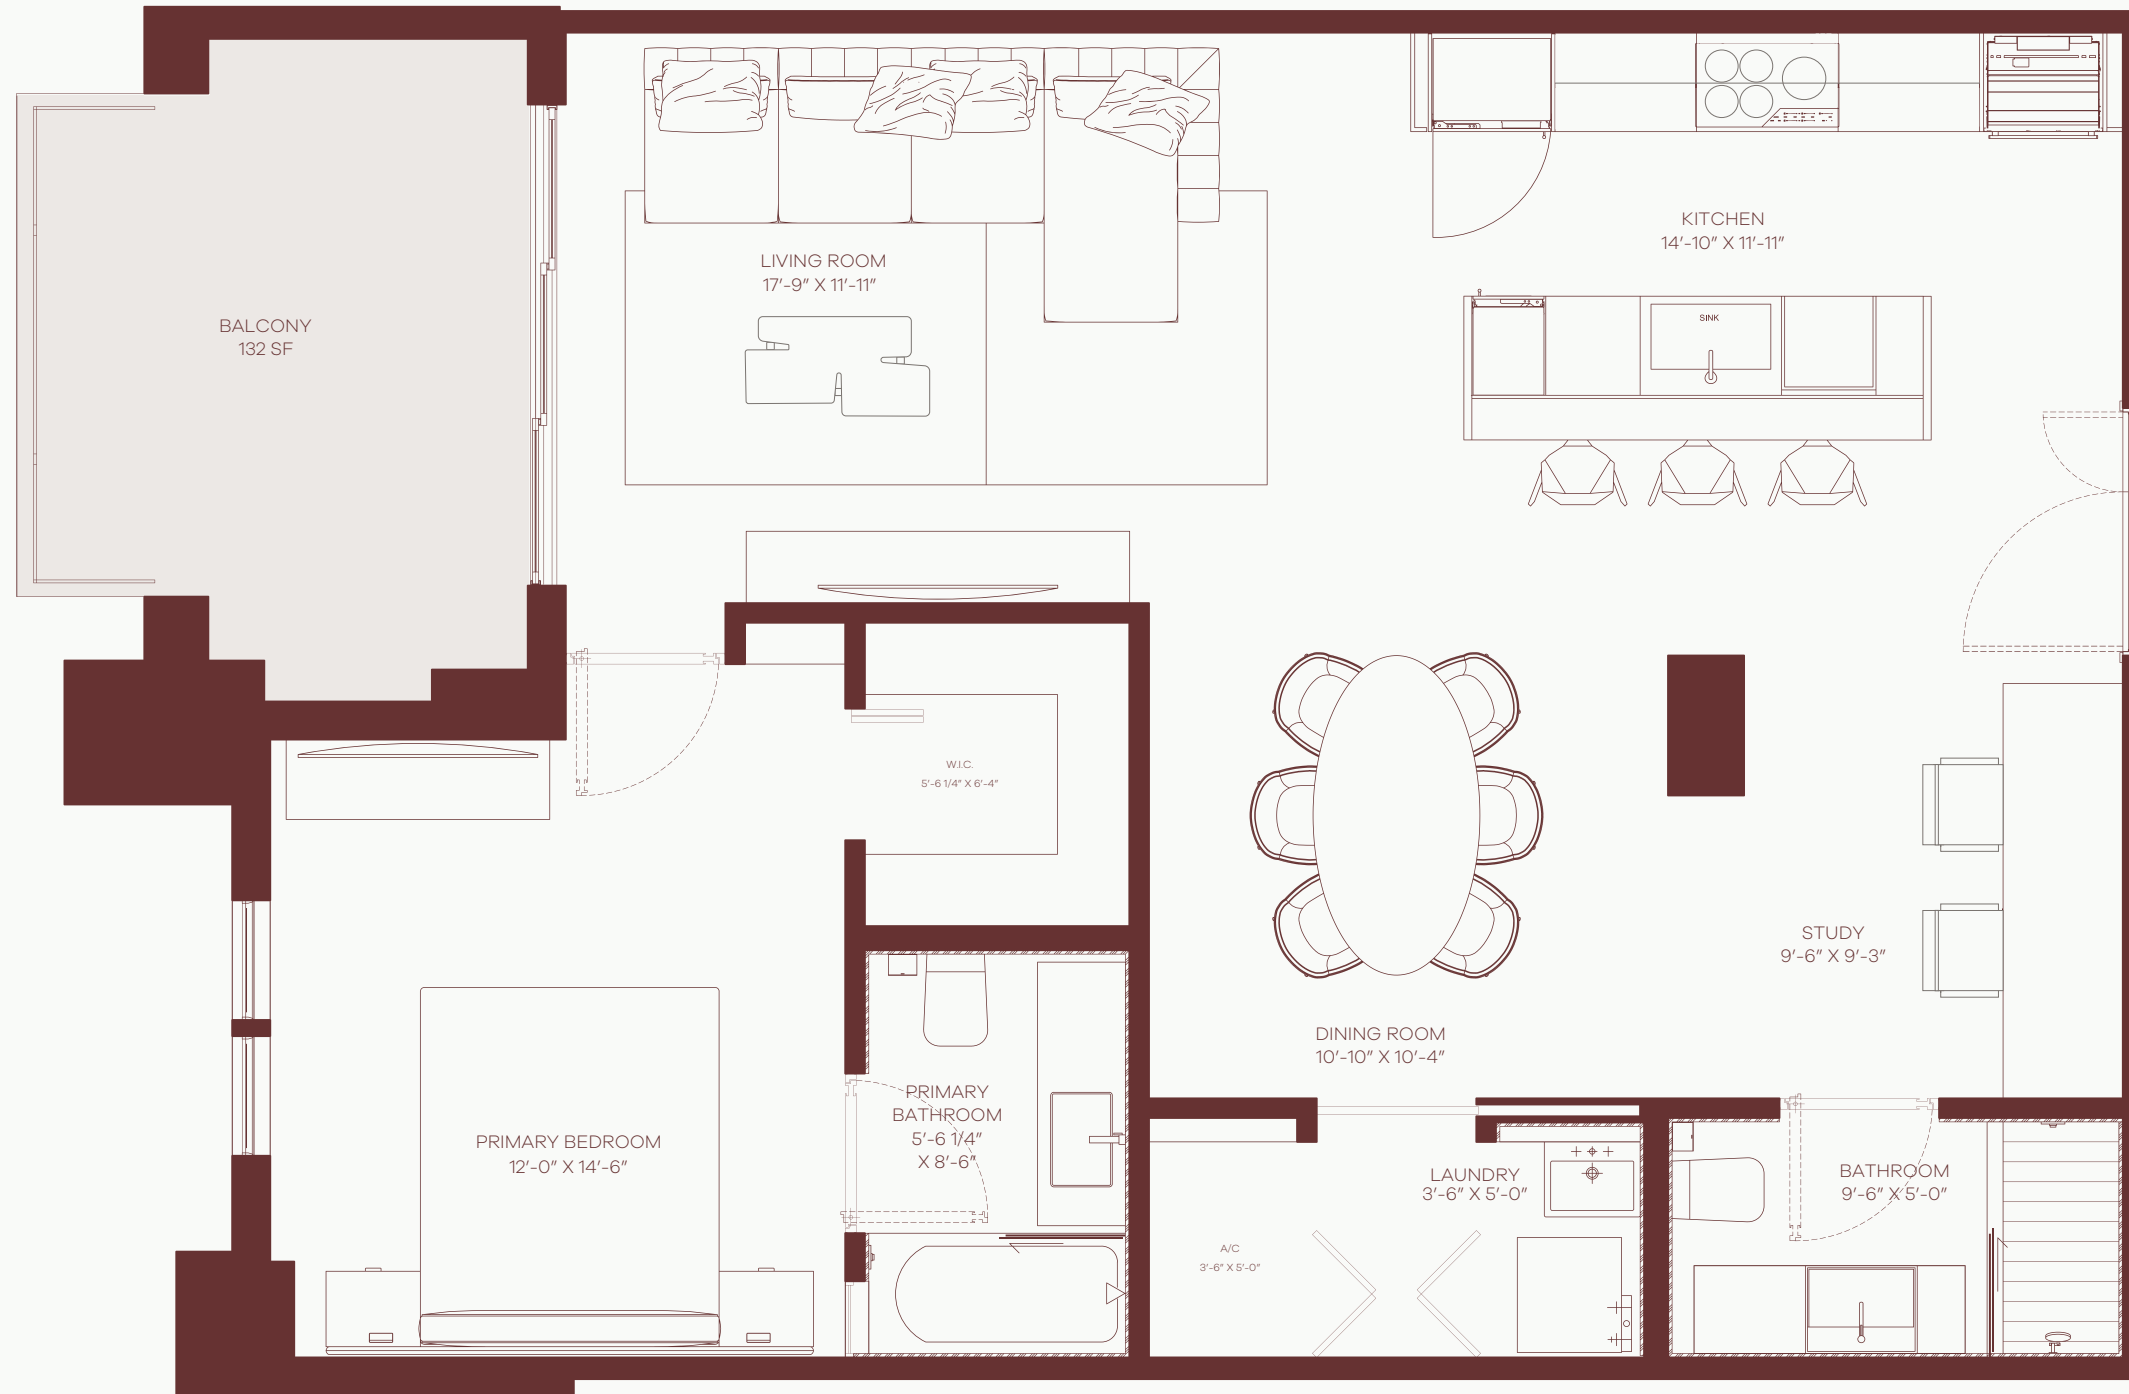 KITCHEN
14'-10" X 11'-11"
LIVING ROOM
17'-9" X 11'-11"
SINK
BALCONY
132 SF
W.I.C.
5'-6 1/4" X 6'-4"
STUDY
9'-6" X 9'-3"
DINING ROOM
10'-10" X 10'-4"
PRIMARY
BATHROOM
5'-6 1/4"
X 8'-6"
PRIMARY BEDROOM
12'-0" X 14'-6"
LAUNDRY
3'-6" X 5'-0"
BATHROOM
9'-6" X 5'-0"
A/C
3'-6" X 5'-0"